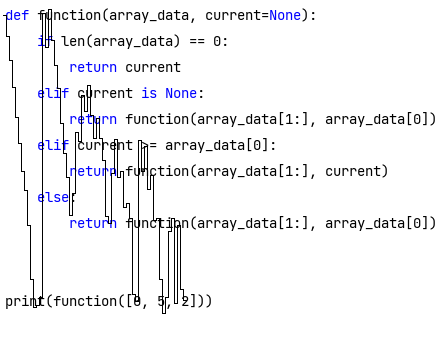 def function(array_data, current=None):
if len(array_data) == 0:
return current
elif current is None:
return function(array_data[1:], array_data[0])
elif current >= array_data[0]:
return function(array_data[1:], current)
else:
return function(array_data[1:], array_data[0])
print(function([0, 5, 2]))